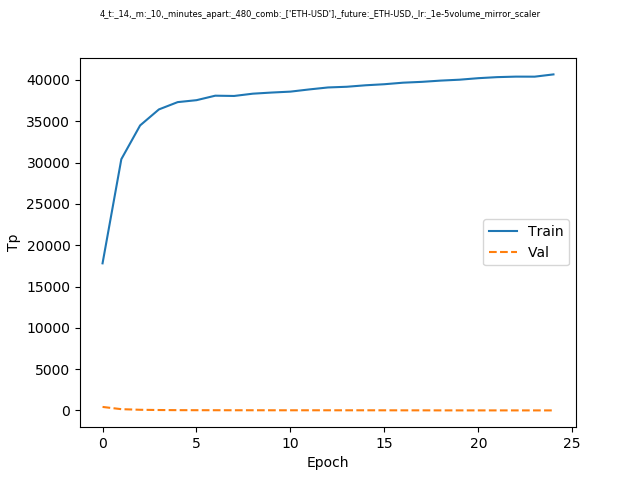 4_t:_14,_m:_10,_minutes_apart:_480_comb:_['ETH-USD'],_future:_ETH-USD,_lr:_1e-5volume_mirror_scaler
40000
35000
30000
25000
20000
15000
10000
5000
0
Tp
Train
Val
0 5 10 15 20 25
Epoch